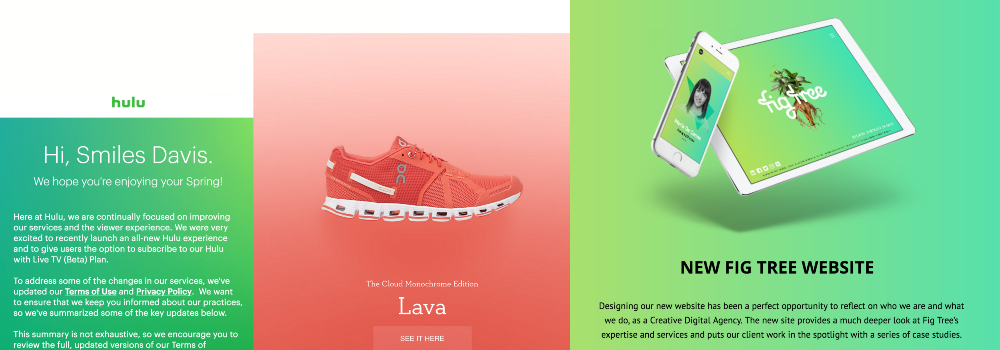 hulu
Hi, Smiles Davis.
We hope you're enjoying your Spring!
Here at Hulu, we are continually focused on improving
our services and the viewer experience. We were very
excited to recently launch an all-new Hulu experience
and to give users the option to subscribe to our Hulu
with Live TV (Beta) Plan.
To address some of the changes in our services, we've
updated our Terms of Use and Privacy Policy. We want
to ensure that we keep you informed about our practices,
so we've summarized some of the key updates below.
This summary is not exhaustive, so we encourage you to
review the full, updated versions of our Terms of
The Cloud Monochrome Edition
Lava
SEE IT HERE
fig tree
NEW FIG TREE WEBSITE
Designing our new website has been a perfect opportunity to reflect on who we are and what
we do, as a Creative Digital Agency. The new site provides a much deeper look at Fig Tree's
expertise and services and puts our client work in the spotlight with a series of case studies.